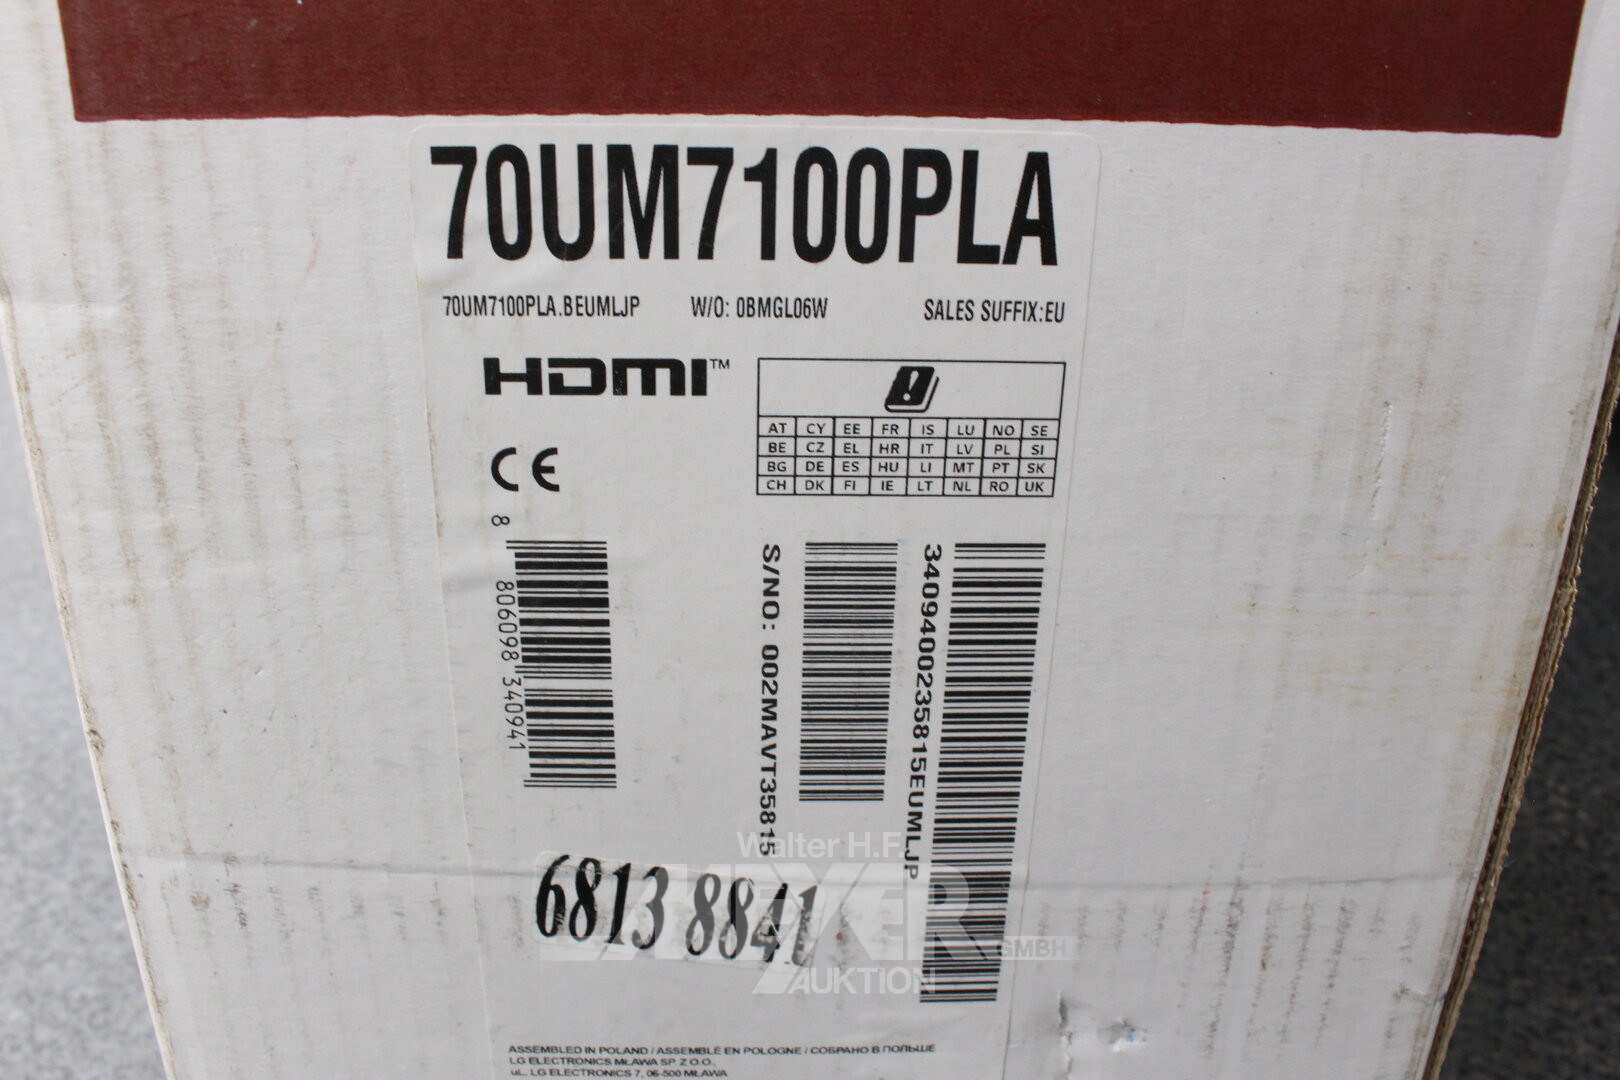 70UM7100PLA
70UM7100PLA.BEUMLJP W/O: 0BMGL06W SALES SUFFIX:EU
HDMI™
AT CY EE FR IS LU NO SE
BE CZ EL HR IT LV PL SI
BG DE ES HU LI MT PT SK
CH DK FI IE LT NL RO UK
CE
8 806098 340941
S/NO: 002MAVT35815
340940023581​5EUMLJP
6813 8841
Walter H.F.
MEYER GMBH
AUKTION
ASSEMBLED IN POLAND / ASSEMBLÉ EN POLOGNE / СОБРАНО В ПОЛЬШЕ
LG ELECTRONICS MŁAWA SP. Z O.O.
uL. LG ELECTRONICS 7, 06-500 MŁAWA